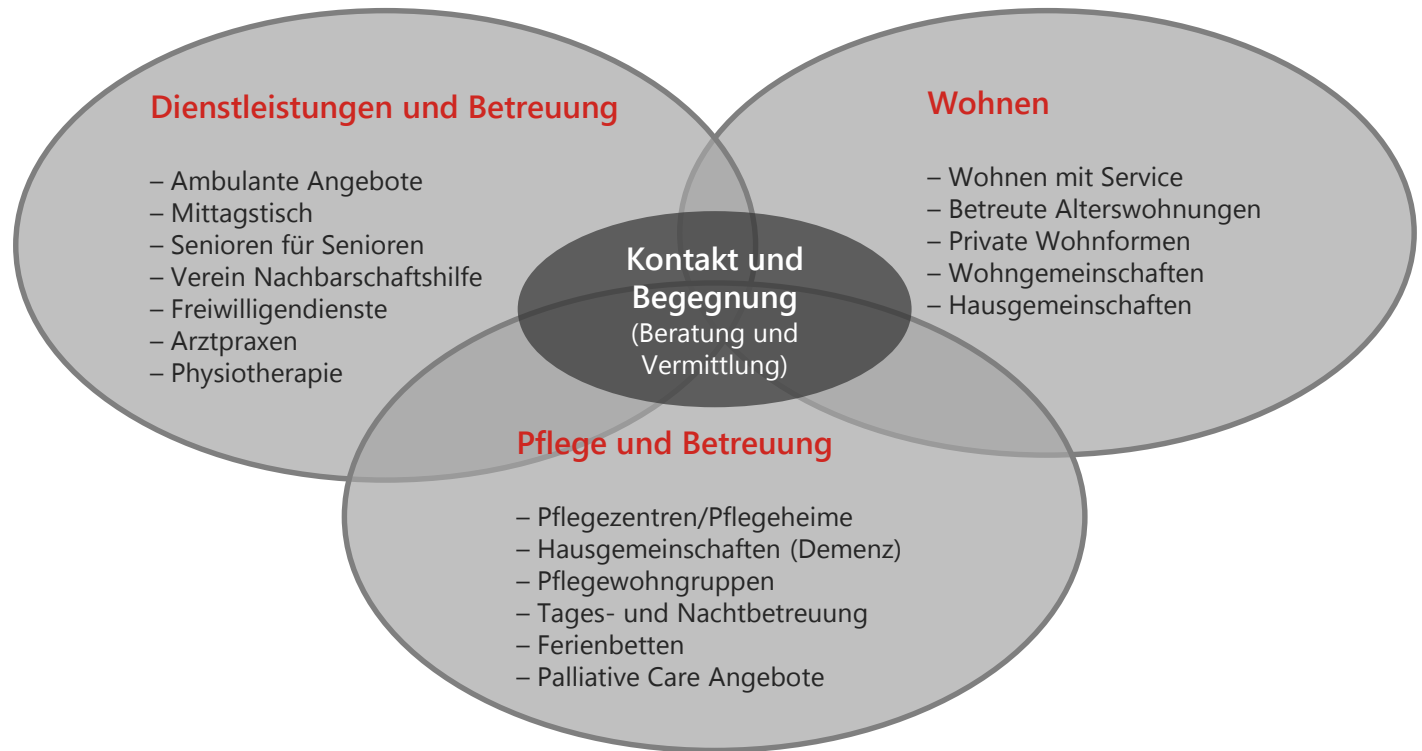 Dienstleistungen und Betreuung
– Ambulante Angebote
– Mittagstisch
– Senioren für Senioren
– Verein Nachbarschaftshilfe
– Freiwilligendienste
– Arztpraxen
– Physiotherapie
Wohnen
– Wohnen mit Service
– Betreute Alterswohnungen
– Private Wohnformen
– Wohngemeinschaften
– Hausgemeinschaften
Kontakt und
Begegnung
(Beratung und
Vermittlung)
Pflege und Betreuung
– Pflegezentren/Pflegeheime
– Hausgemeinschaften (Demenz)
– Pflegewohngruppen
– Tages- und Nachtbetreuung
– Ferienbetten
– Palliative Care Angebote